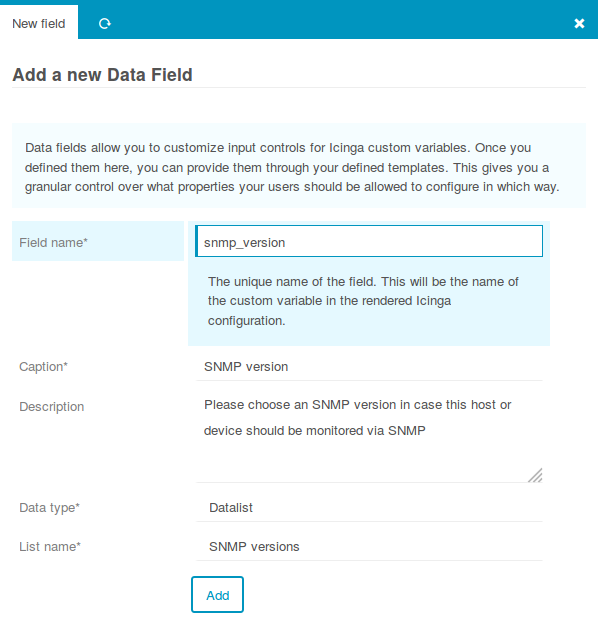 New field
Add a new Data Field
Data fields allow you to customize input controls for Icinga custom variables. Once you
defined them here, you can provide them through your defined templates. This gives you a
granular control over what properties your users should be allowed to configure in which way.
Field name*
snmp_version
The unique name of the field. This will be the name of
the custom variable in the rendered Icinga
configuration.
Caption*
SNMP version
Description
Please choose an SNMP version in case this host or
device should be monitored via SNMP
Data type*
Datalist
List name*
SNMP versions
Add